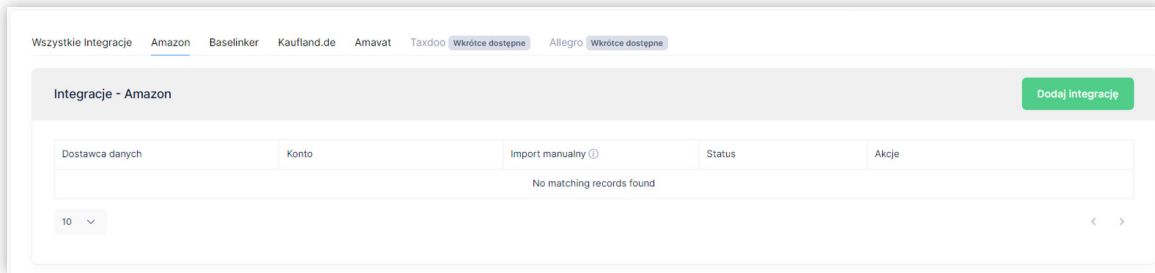 Wszystkie Integracje Amazon Baselinker Kaufland.de Amavat Taxdoo Wkrótce dostępne Allegro Wkrótce dostępne
Integracje - Amazon Dodaj integrację
Dostawca danych Konto Import manualny Status Akcje
No matching records found
10